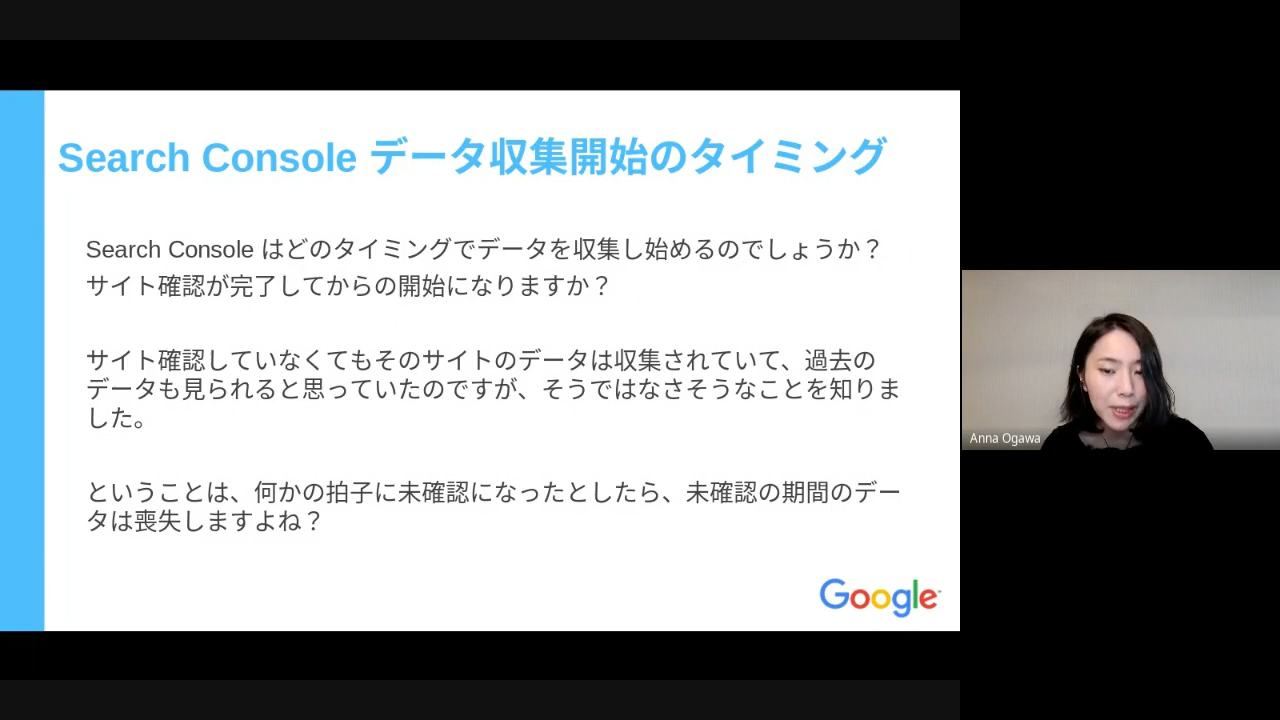 Search Console データ収集開始のタイミング
Search Console はどのタイミングでデータを収集し始めるのでしょうか？
サイト確認が完了してからの開始になりますか？
サイト確認していなくてもそのサイトのデータは収集されていて、過去の
データも見られると思っていたのですが、そうではなさそうなことを知りま
した。
ということは、何かの拍子に未確認になったとしたら、未確認の期間のデー
タは喪失しますよね？
Google
Anna Ogawa